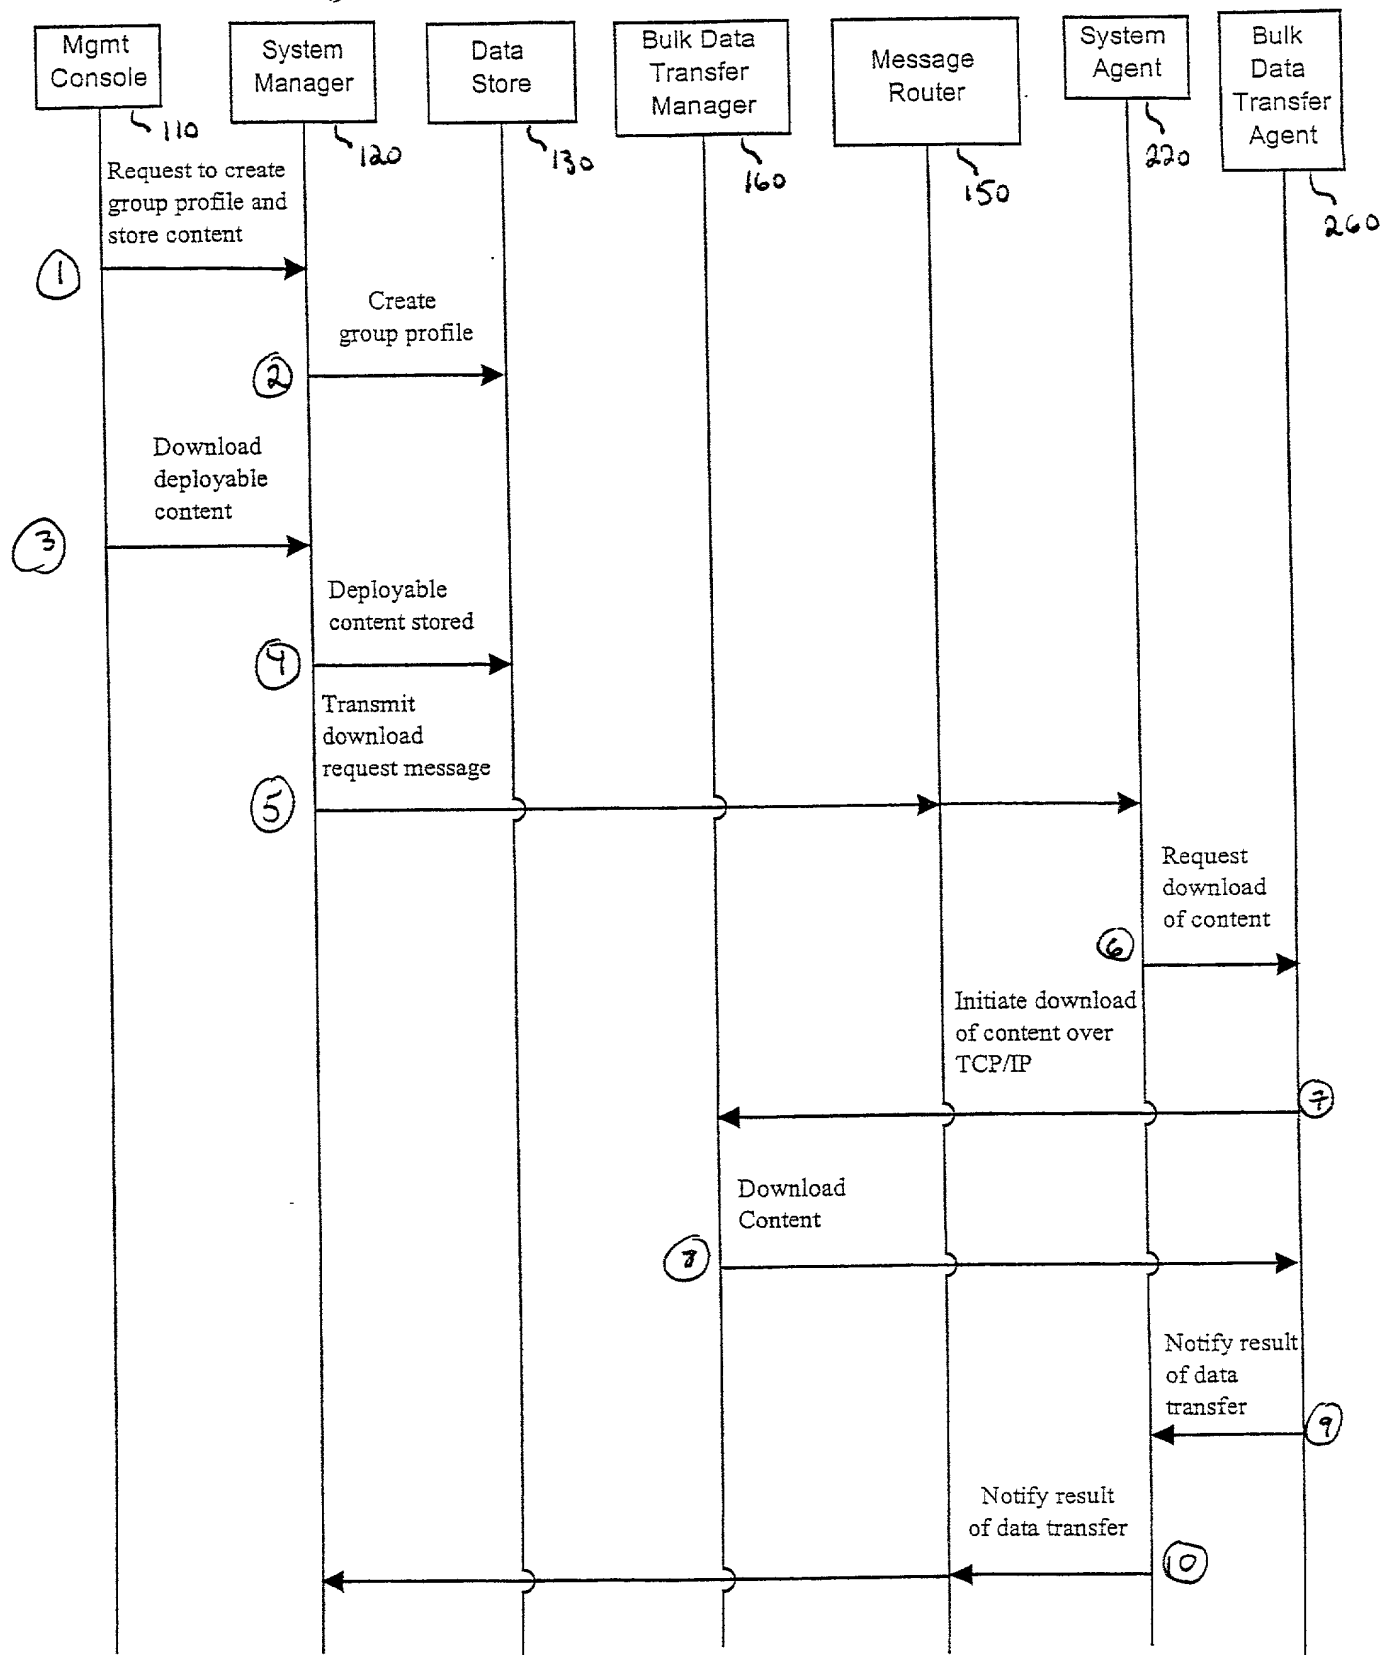 Mgmt
Console
System
Manager
Data
Store
Bulk Data
Transfer
Manager
Message
Router
System
Agent
Bulk
Data
Transfer
Agent
110
120
130
160
150
220
260
Request to create
group profile and
store content
1
Create
group profile
2
Download
deployable
content
3
Deployable
content stored
4
Transmit
download
request message
5
Request
download
of content
6
Initiate download
of content over
TCP/IP
7
Download
Content
8
Notify result
of data
transfer
9
Notify result
of data transfer
10